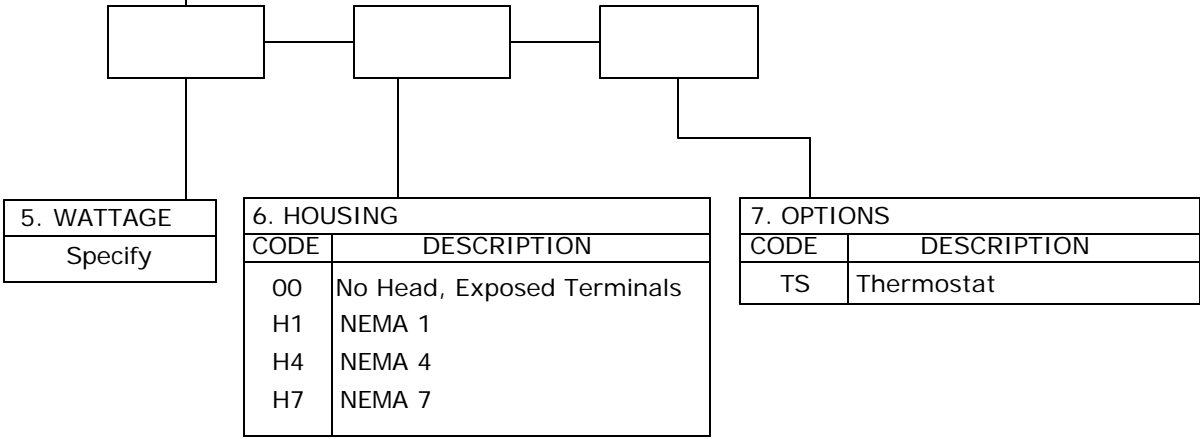 5. WATTAGE
Specify
6. HOUSING
CODE DESCRIPTION
00 No Head, Exposed Terminals
H1 NEMA 1
H4 NEMA 4
H7 NEMA 7
7. OPTIONS
CODE DESCRIPTION
TS Thermostat